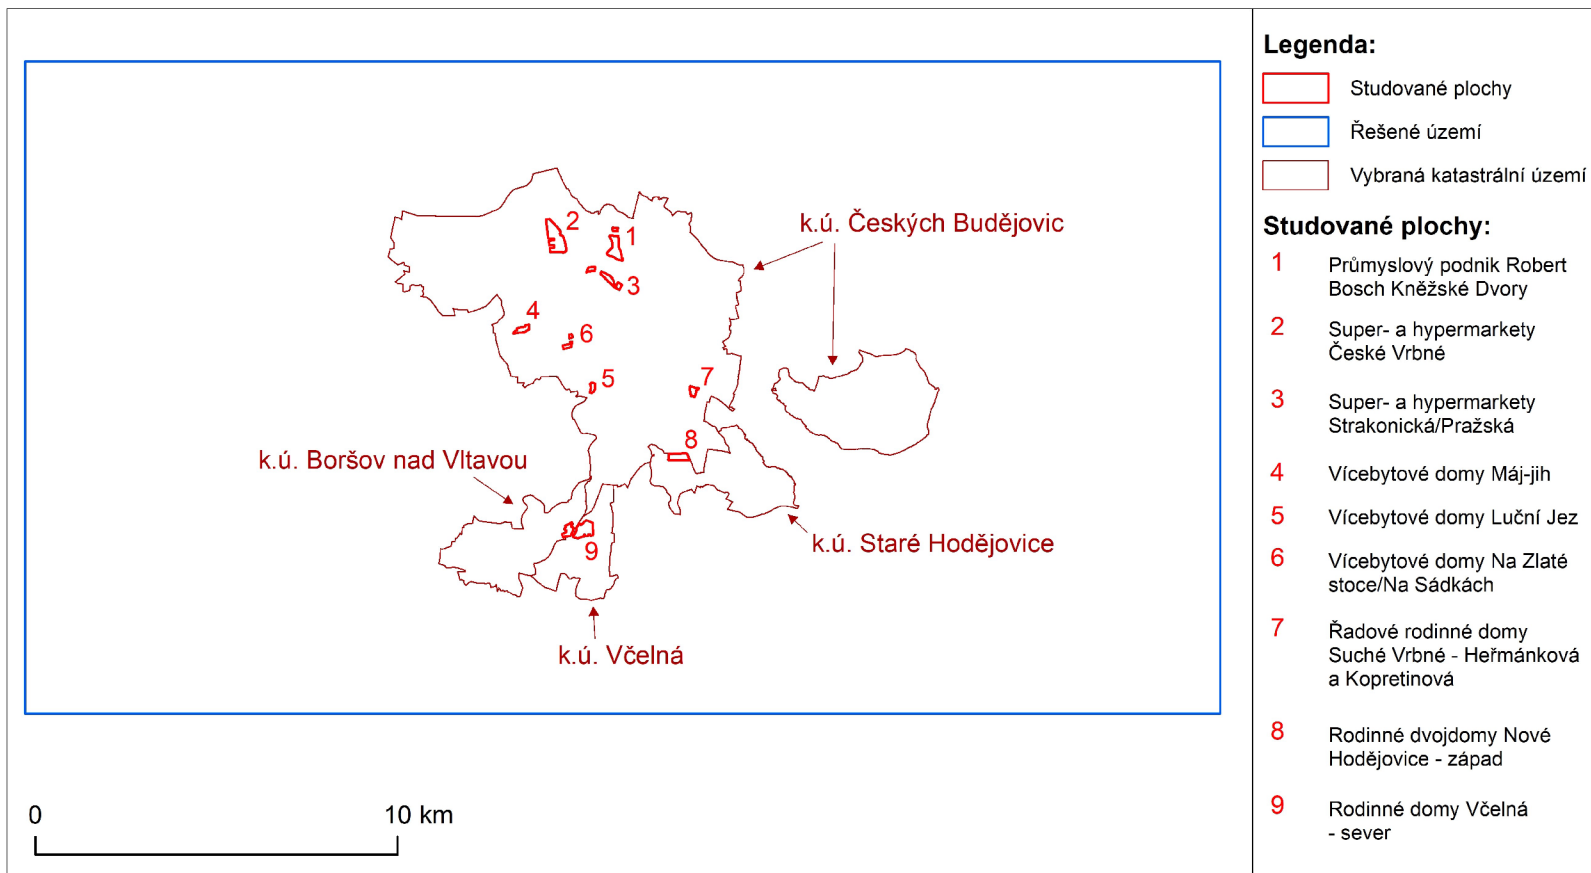 k.ú. Českých Budějovic
2
1
3
4
6
5
7
8
k.ú. Boršov nad Vltavou
9
k.ú. Staré Hodějovice
k.ú. Včelná
0
10 km
Legenda:
Studované plochy
Řešené území
Vybraná katastrální území
Studované plochy:
1 Průmyslový podnik Robert
Bosch Kněžské Dvory
2 Super- a hypermarkety
České Vrbné
3 Super- a hypermarkety
Strakonická/Pražská
4 Vícebytové domy Máj-jih
5 Vícebytové domy Luční Jez
6 Vícebytové domy Na Zlaté
stoce/Na Sádkách
7 Řadové rodinné domy
Suché Vrbné - Heřmánková
a Kopretinová
8 Rodinné dvojdomy Nové
Hodějovice - západ
9 Rodinné domy Včelná
- sever